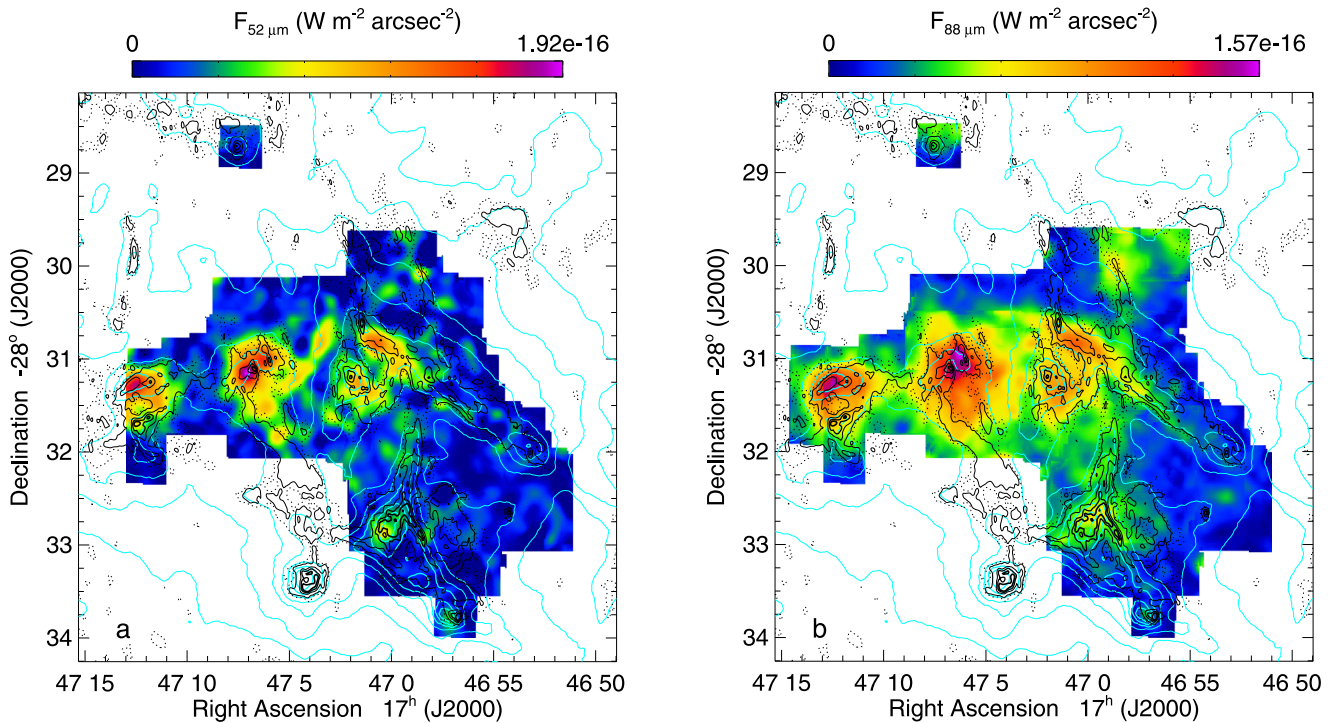 F52 μm (W m-2 arcsec-2)
0 1.92e-16
29
30
31
32
33
34
Declination -28o (J2000)
a
47 15 47 10 47 5 47 0 46 55 46 50
Right Ascension 17h (J2000)
F88 μm (W m-2 arcsec-2)
0 1.57e-16
29
30
31
32
33
34
Declination -28o (J2000)
b
47 15 47 10 47 5 47 0 46 55 46 50
Right Ascension 17h (J2000)